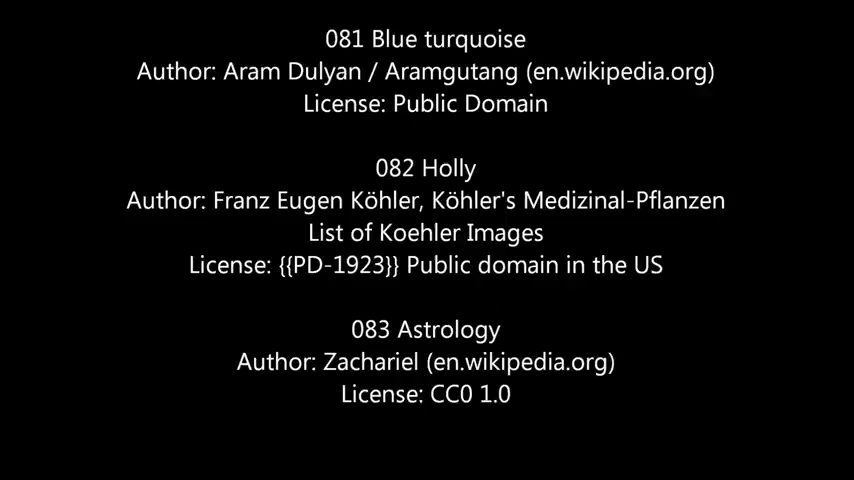 081 Blue turquoise
Author: Aram Dulyan / Aramgutang (en.wikipedia.org)
License: Public Domain
082 Holly
Author: Franz Eugen Köhler, Köhler's Medizinal-Pflanzen
List of Koehler Images
License: {{PD-1923}} Public domain in the US
083 Astrology
Author: Zachariel (en.wikipedia.org)
License: CC0 1.0